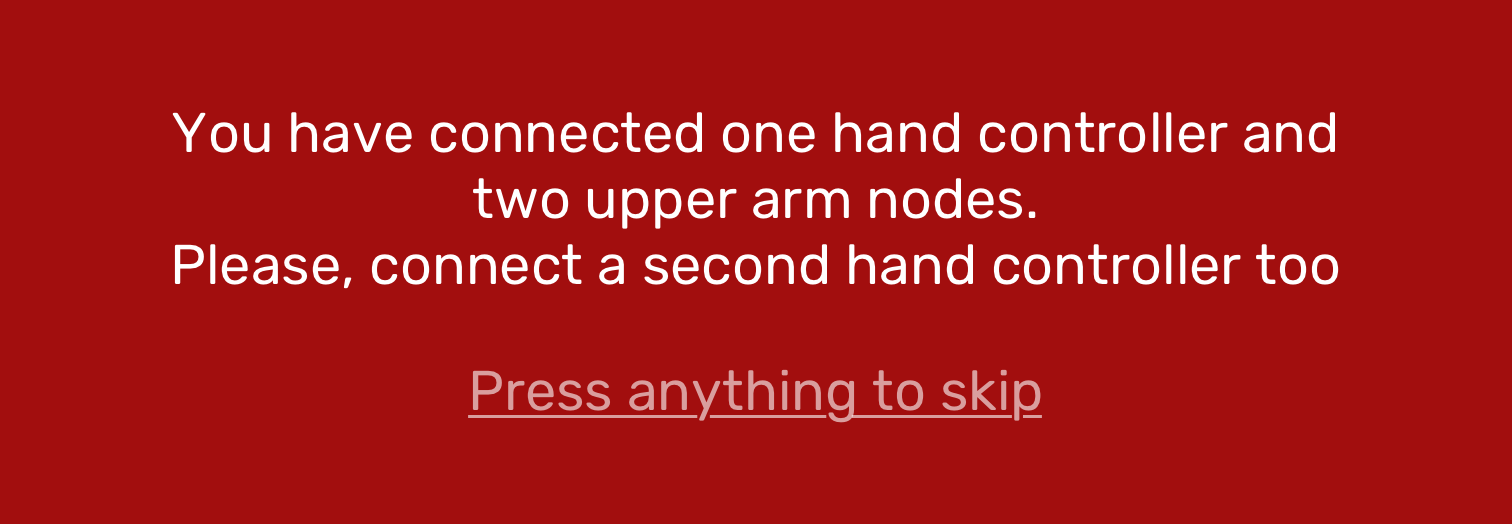 You have connected one hand controller and
two upper arm nodes.
Please, connect a second hand controller too
Press anything to skip